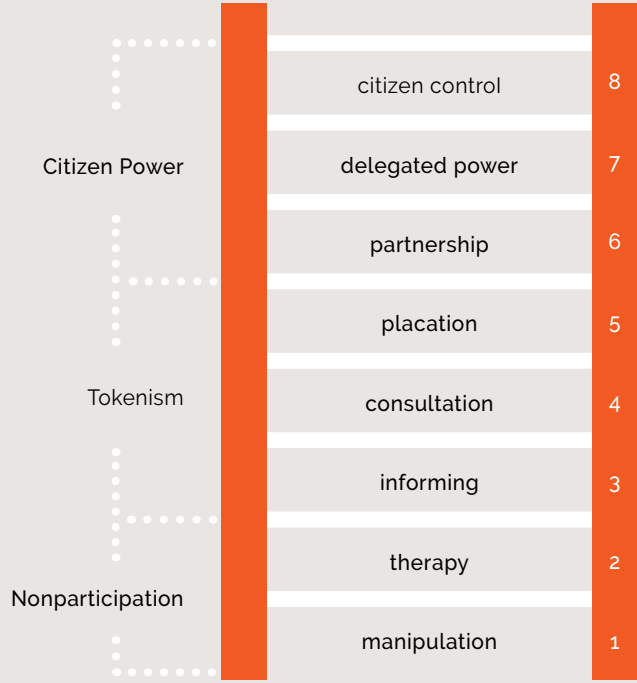 citizen control 8
Citizen Power delegated power 7
partnership 6
placation 5
Tokenism consultation 4
informing 3
therapy 2
Nonparticipation
manipulation 1